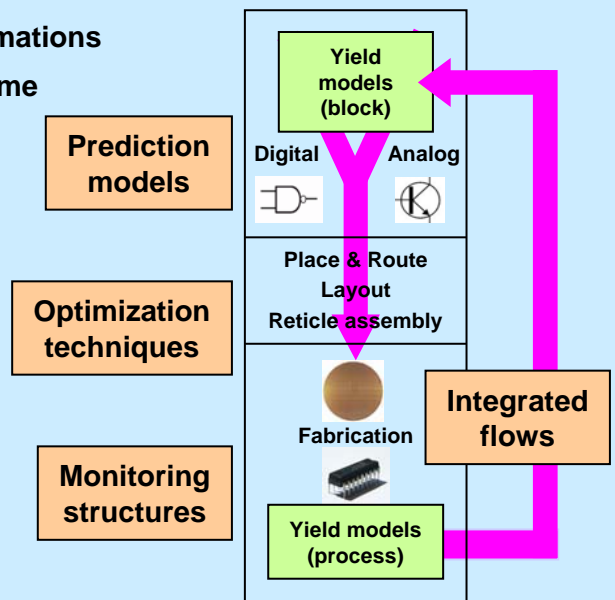 mations
me
Yield
models
(block)
Prediction
models
Digital
Analog
Place & Route
Layout
Reticle assembly
Optimization
techniques
Integrated
flows
Fabrication
Monitoring
structures
Yield models
(process)